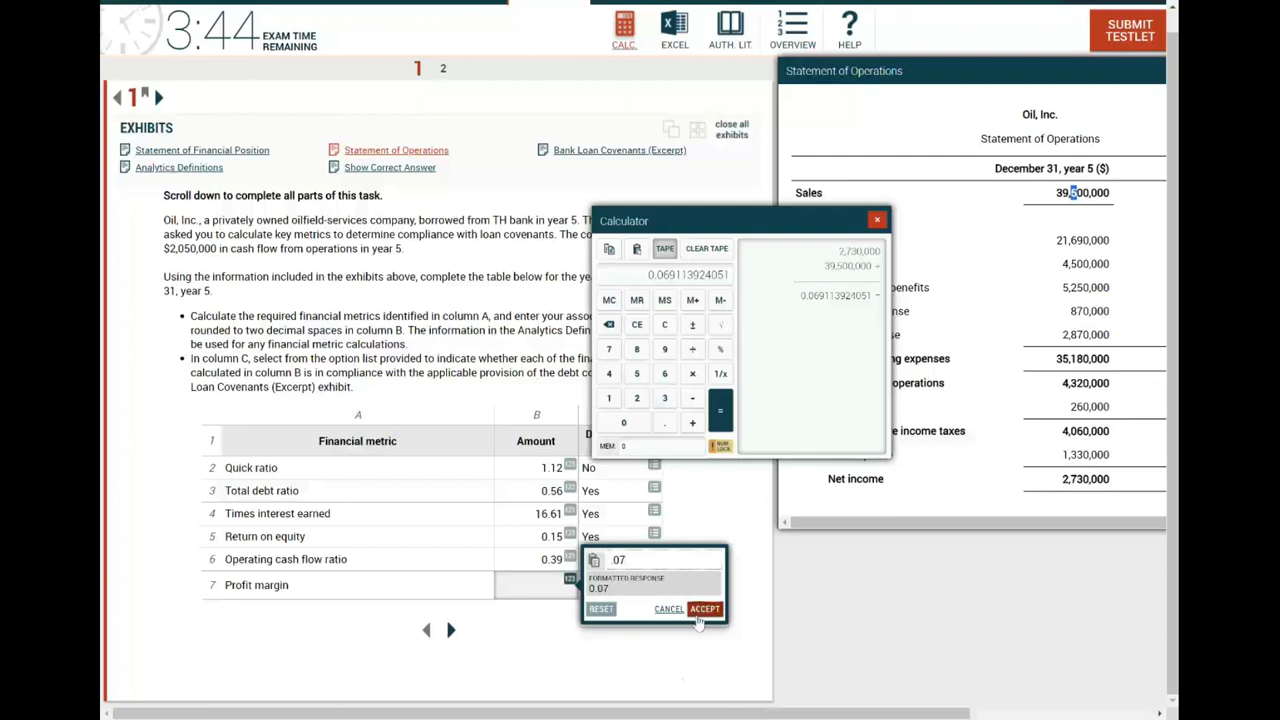 3:44 EXAM TIME REMAINING
CALC.
EXCEL
AUTH. LIT.
OVERVIEW
HELP
SUBMIT TESTLET
1 2
1
EXHIBITS
close all exhibits
Statement of Financial Position
Statement of Operations
Bank Loan Covenants (Excerpt)
Analytics Definitions
Show Correct Answer
Scroll down to complete all parts of this task.
Oil, Inc., a privately owned oilfield-services company, borrowed from TH bank in year 5. T
asked you to calculate key metrics to determine compliance with loan covenants. The co
$2,050,000 in cash flow from operations in year 5.
Using the information included in the exhibits above, complete the table below for the ye
31, year 5.
• Calculate the required financial metrics identified in column A, and enter your asso
rounded to two decimal spaces in column B. The information in the Analytics Defin
be used for any financial metric calculations.
• In column C, select from the option list provided to indicate whether each of the fina
calculated in column B is in compliance with the applicable provision of the debt co
Loan Covenants (Excerpt) exhibit.
A B
1 Financial metric Amount D
2 Quick ratio 1.12 No
3 Total debt ratio 0.56 Yes
4 Times interest earned 16.61 Yes
5 Return on equity 0.15 Yes
6 Operating cash flow ratio 0.39
7 Profit margin
123
.07
FORMATTED RESPONSE
0.07
RESET CANCEL ACCEPT
Calculator ×
TAPE CLEAR TAPE
0.069113924051
MC MR MS M+ M-
CE C ± √
7 8 9 ÷ %
4 5 6 × 1/x
1 2 3 - =
0 . +
MEM: 0 NUM LOCK
2,730,000
39,500,000 ÷
0.069113924051 =
Statement of Operations
Oil, Inc.
Statement of Operations
December 31, year 5 ($)
Sales 39,500,000
21,690,000
4,500,000
benefits 5,250,000
nse 870,000
e 2,870,000
g expenses 35,180,000
operations 4,320,000
260,000
e income taxes 4,060,000
1,330,000
Net income 2,730,000